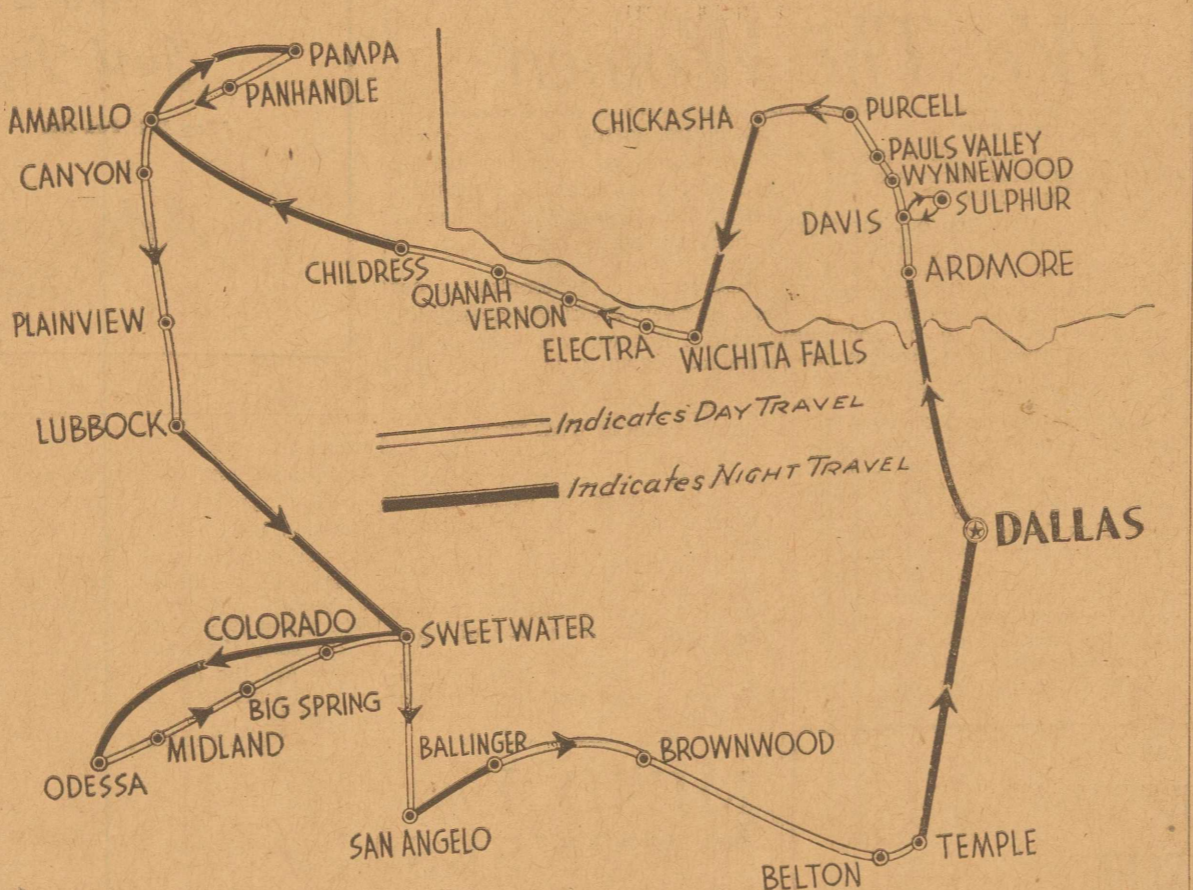 PAMPA
PANHANDLE
AMARILLO
CANYON
CHICKASHA
PURCELL
PAULS VALLEY
WYNNEWOOD
SULPHUR
DAVIS
ARDMORE
CHILDRESS
QUANAH
VERNON
ELECTRA
WICHITA FALLS
PLAINVIEW
LUBBOCK
Indicates DAY TRAVEL
Indicates NIGHT TRAVEL
DALLAS
COLORADO
SWEETWATER
BIG SPRING
MIDLAND
ODESSA
BALLINGER
BROWNWOOD
SAN ANGELO
TEMPLE
BELTON